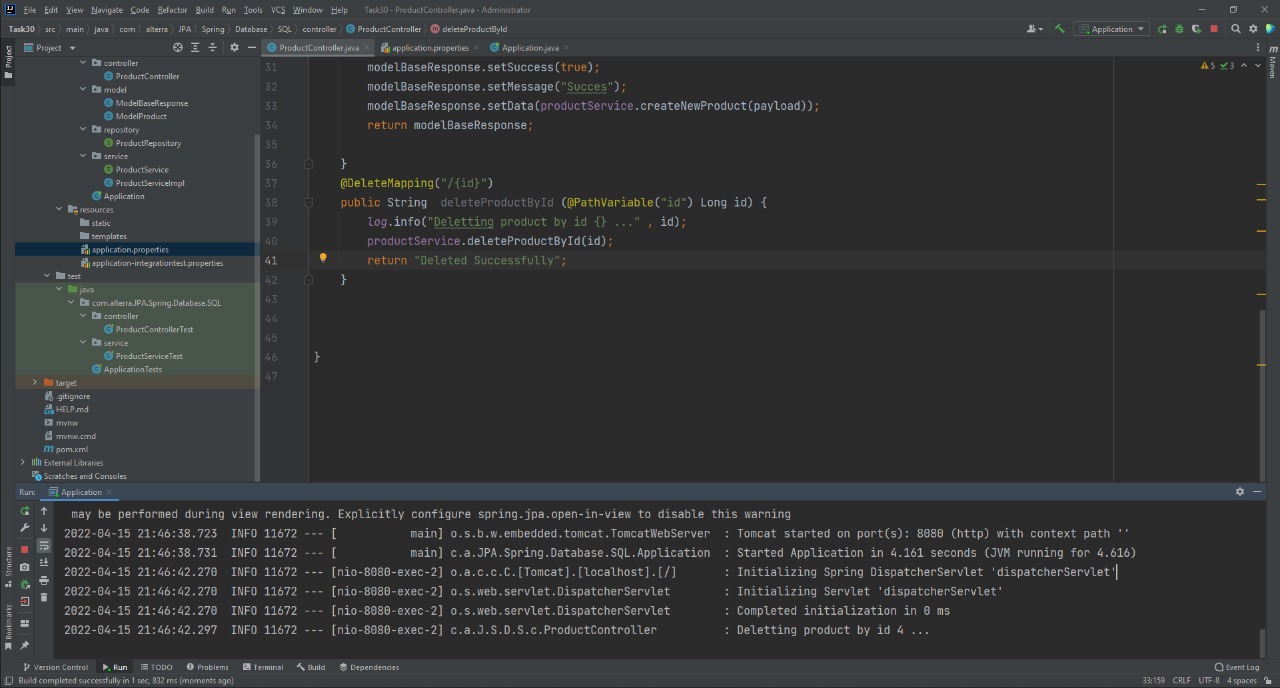 File Edit View Navigate Code Refactor Build Run Tools VCS Window Help Task30 - ProductController.java - Administrator
Task30 src main java com alterra JPA Spring Database SQL controller ProductController deleteProductById Application
Project ProductController.java application.properties Application.java
controller
ProductController
model
ModelBaseResponse
ModelProduct
repository
ProductRepository
service
ProductService
ProductServiceImpl
Application
resources
static
templates
application.properties
application-integrationtest.properties
test
java
com.alterra.JPA.Spring.Database.SQL
controller
ProductControllerTest
service
ProductServiceTest
ApplicationTests
target
.gitignore
HELP.md
mvnw
mvnw.cmd
pom.xml
External Libraries
Scratches and Consoles
31 modelBaseResponse.setSuccess(true);
32 modelBaseResponse.setMessage("Succes");
33 modelBaseResponse.setData(productService.createNewProduct(payload));
34 return modelBaseResponse;
35
36 }
37 @DeleteMapping("/{id}")
38 public String deleteProductById (@PathVariable("id") Long id) {
39 log.info("Deletting product by id {} ..." , id);
40 productService.deleteProductById(id);
41 return "Deleted Successfully";
42 }
43
44
45
46 }
47
5 3
Project
Maven
Structure
Bookmarks
Run: Application
may be performed during view rendering. Explicitly configure spring.jpa.open-in-view to disable this warning
2022-04-15 21:46:38.723 INFO 11672 --- [ main] o.s.b.w.embedded.tomcat.TomcatWebServer : Tomcat started on port(s): 8080 (http) with context path ''
2022-04-15 21:46:38.731 INFO 11672 --- [ main] c.a.JPA.Spring.Database.SQL.Application : Started Application in 4.161 seconds (JVM running for 4.616)
2022-04-15 21:46:42.270 INFO 11672 --- [nio-8080-exec-2] o.a.c.c.C.[Tomcat].[localhost].[/] : Initializing Spring DispatcherServlet 'dispatcherServlet'
2022-04-15 21:46:42.270 INFO 11672 --- [nio-8080-exec-2] o.s.web.servlet.DispatcherServlet : Initializing Servlet 'dispatcherServlet'
2022-04-15 21:46:42.270 INFO 11672 --- [nio-8080-exec-2] o.s.web.servlet.DispatcherServlet : Completed initialization in 0 ms
2022-04-15 21:46:42.297 INFO 11672 --- [nio-8080-exec-2] c.a.J.S.D.S.c.ProductController : Deletting product by id 4 ...
Version Control Run TODO Problems Terminal Build Dependencies Event Log
Build completed successfully in 1 sec, 832 ms (moments ago) 33:159 CRLF UTF-8 4 spaces